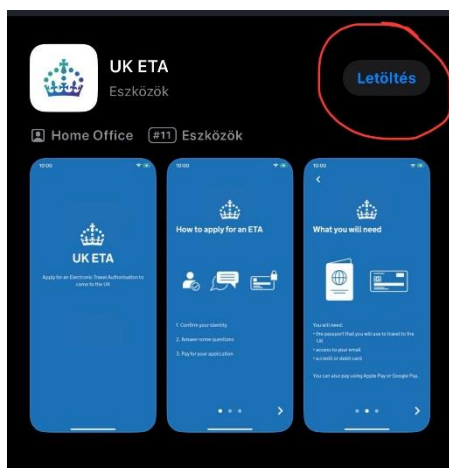 UK ETA
Eszközök
Letöltés
Home Office #11 Eszközök
10:00
UK ETA
Apply for an Electronic Travel Authorisation to
come to the UK
10:00
How to apply for an ETA
1. Confirm your identity
2. Answer some questions
3. Pay for your application
10:00
What you will need
You will need:
• the passport that you will use to travel to the
UK
• access to your email
• a credit or debit card
You can also pay using Apple Pay or Google Pay.